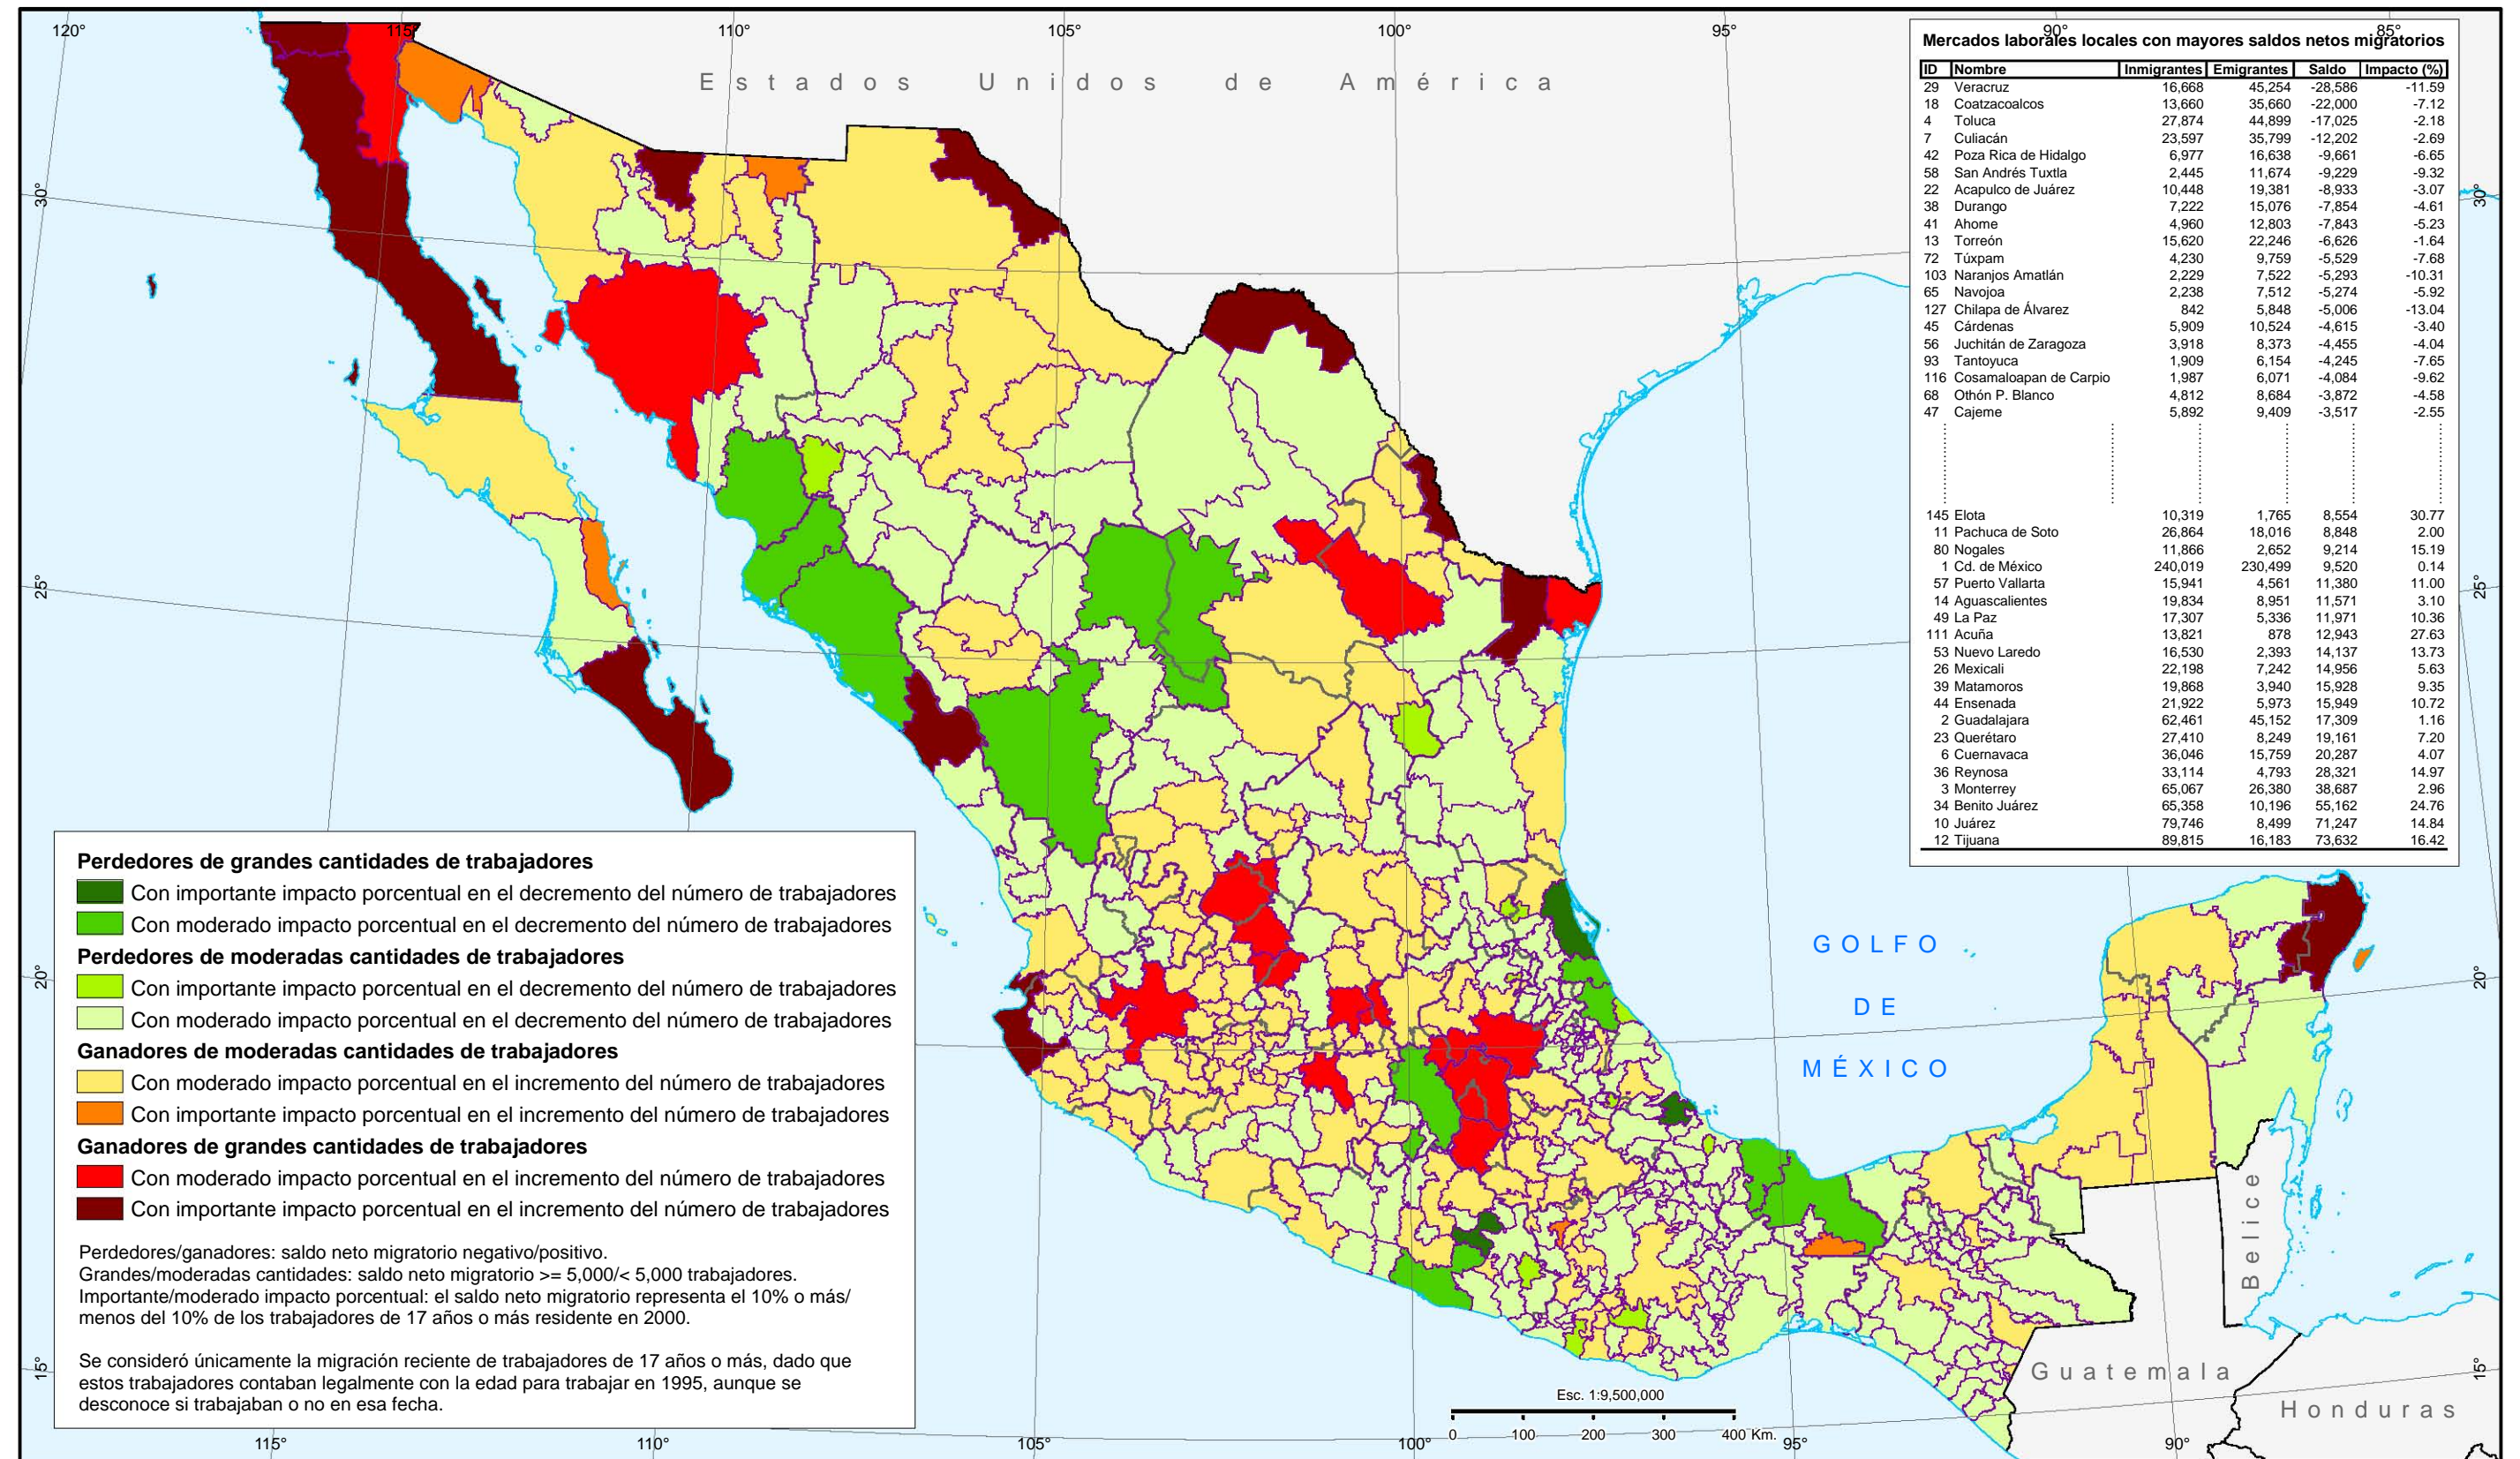 120°
115°
110°
105°
100°
95°
90°
85°
Estados Unidos de América
Mercados laborales locales con mayores saldos netos migratorios
ID Nombre Inmigrantes Emigrantes Saldo Impacto (%)
29 Veracruz 16,668 45,254 -28,586 -11.59
18 Coatzacoalcos 13,660 35,660 -22,000 -7.12
4 Toluca 27,874 44,899 -17,025 -2.18
7 Culiacán 23,597 35,799 -12,202 -2.69
42 Poza Rica de Hidalgo 6,977 16,638 -9,661 -6.65
58 San Andrés Tuxtla 2,445 11,674 -9,229 -9.32
22 Acapulco de Juárez 10,448 19,381 -8,933 -3.07
38 Durango 7,222 15,076 -7,854 -4.61
41 Ahome 4,960 12,803 -7,843 -5.23
13 Torreón 15,620 22,246 -6,626 -1.64
72 Túxpam 4,230 9,759 -5,529 -7.68
103 Naranjos Amatlán 2,229 7,522 -5,293 -10.31
65 Navojoa 2,238 7,512 -5,274 -5.92
127 Chilapa de Álvarez 842 5,848 -5,006 -13.04
45 Cárdenas 5,909 10,524 -4,615 -3.40
56 Juchitán de Zaragoza 3,918 8,373 -4,455 -4.04
93 Tantoyuca 1,909 6,154 -4,245 -7.65
116 Cosamaloapan de Carpio 1,987 6,071 -4,084 -9.62
68 Othón P. Blanco 4,812 8,684 -3,872 -4.58
47 Cajeme 5,892 9,409 -3,517 -2.55
145 Elota 10,319 1,765 8,554 30.77
11 Pachuca de Soto 26,864 18,016 8,848 2.00
80 Nogales 11,866 2,652 9,214 15.19
1 Cd. de México 240,019 230,499 9,520 0.14
57 Puerto Vallarta 15,941 4,561 11,380 11.00
14 Aguascalientes 19,834 8,951 11,571 3.10
49 La Paz 17,307 5,336 11,971 10.36
111 Acuña 13,821 878 12,943 27.63
53 Nuevo Laredo 16,530 2,393 14,137 13.73
26 Mexicali 22,198 7,242 14,956 5.63
39 Matamoros 19,868 3,940 15,928 9.35
44 Ensenada 21,922 5,973 15,949 10.72
2 Guadalajara 62,461 45,152 17,309 1.16
23 Querétaro 27,410 8,249 19,161 7.20
6 Cuernavaca 36,046 15,759 20,287 4.07
36 Reynosa 33,114 4,793 28,321 14.97
3 Monterrey 65,067 26,380 38,687 2.96
34 Benito Juárez 65,358 10,196 55,162 24.76
10 Juárez 79,746 8,499 71,247 14.84
12 Tijuana 89,815 16,183 73,632 16.42
30°
30°
25°
25°
20°
20°
15°
15°
GOLFO
DE
MÉXICO
Belice
Guatemala
Honduras
Perdedores de grandes cantidades de trabajadores
Con importante impacto porcentual en el decremento del número de trabajadores
Con moderado impacto porcentual en el decremento del número de trabajadores
Perdedores de moderadas cantidades de trabajadores
Con importante impacto porcentual en el decremento del número de trabajadores
Con moderado impacto porcentual en el decremento del número de trabajadores
Ganadores de moderadas cantidades de trabajadores
Con moderado impacto porcentual en el incremento del número de trabajadores
Con importante impacto porcentual en el incremento del número de trabajadores
Ganadores de grandes cantidades de trabajadores
Con moderado impacto porcentual en el incremento del número de trabajadores
Con importante impacto porcentual en el incremento del número de trabajadores
Perdedores/ganadores: saldo neto migratorio negativo/positivo.
Grandes/moderadas cantidades: saldo neto migratorio >= 5,000/< 5,000 trabajadores.
Importante/moderado impacto porcentual: el saldo neto migratorio representa el 10% o más/
menos del 10% de los trabajadores de 17 años o más residente en 2000.
Se consideró únicamente la migración reciente de trabajadores de 17 años o más, dado que
estos trabajadores contaban legalmente con la edad para trabajar en 1995, aunque se
desconoce si trabajaban o no en esa fecha.
Esc. 1:9,500,000
0 100 200 300 400 Km.
115°
110°
105°
100°
95°
90°